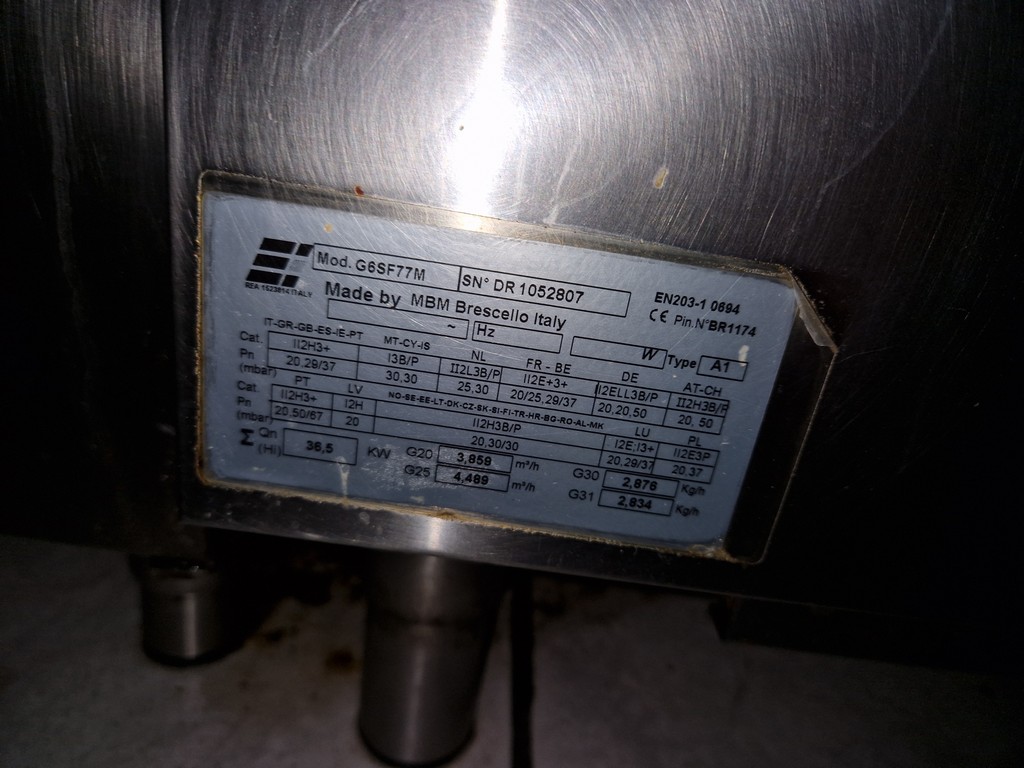 Mod. G6SF77M SN° DR 1052807
EN203-1 0694
REA 152381 ITALY
CE Pin.N°BR1174
Made by MBM Brescello Italy
~ Hz W Type A1
IT-GR-GB-ES-IE-PT MT-CY-IS NL FR - BE DE AT-CH
Cat. II2H3+ I3B/P II2L3B/P II2E+3+ II2ELL3B/P II2H3B/P
Pn (mbar) 20,29/37 30,30 25,30 20/25,29/37 20,20,50 20, 50
PT LV NO-SE-EE-LT-DK-CZ-SK-SI-FI-TR-HR-BG-RO-AL-MK LU PL
Cat. II2H3+ I2H II2H3B/P I2E;I3+ II2E3P
Pn (mbar) 20,50/67 20 20,30/30 20,29/37 20.37
Σ Qn (Hi) 36,5 KW G20 3,859 m³/h G30 2,876 Kg/h
G25 4,489 m³/h G31 2,834 Kg/h